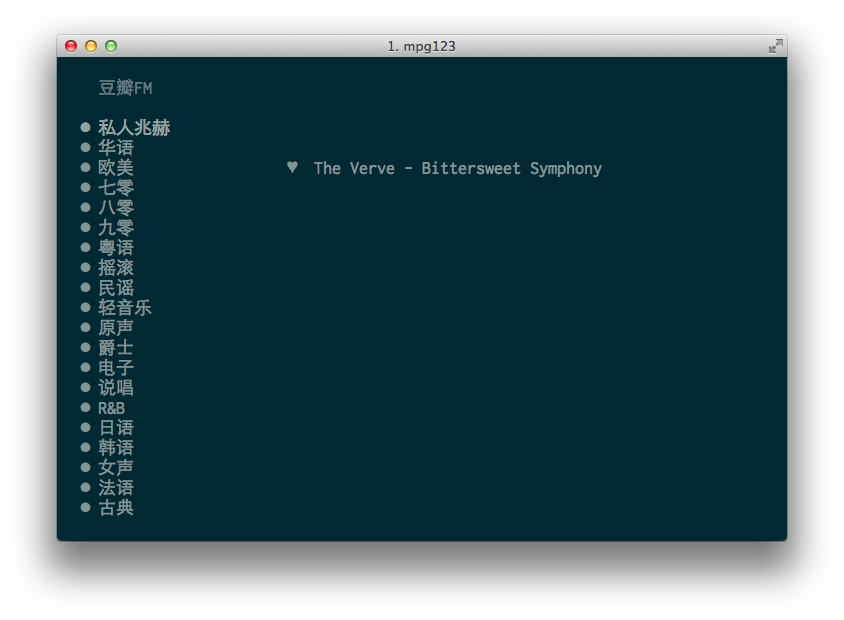 1. mpg123
豆瓣FM
● 私人兆赫
● 华语
● 欧美
♥ The Verve - Bittersweet Symphony
● 七零
● 八零
● 九零
● 粤语
● 摇滚
● 民谣
● 轻音乐
● 原声
● 爵士
● 电子
● 说唱
● R&B
● 日语
● 韩语
● 女声
● 法语
● 古典